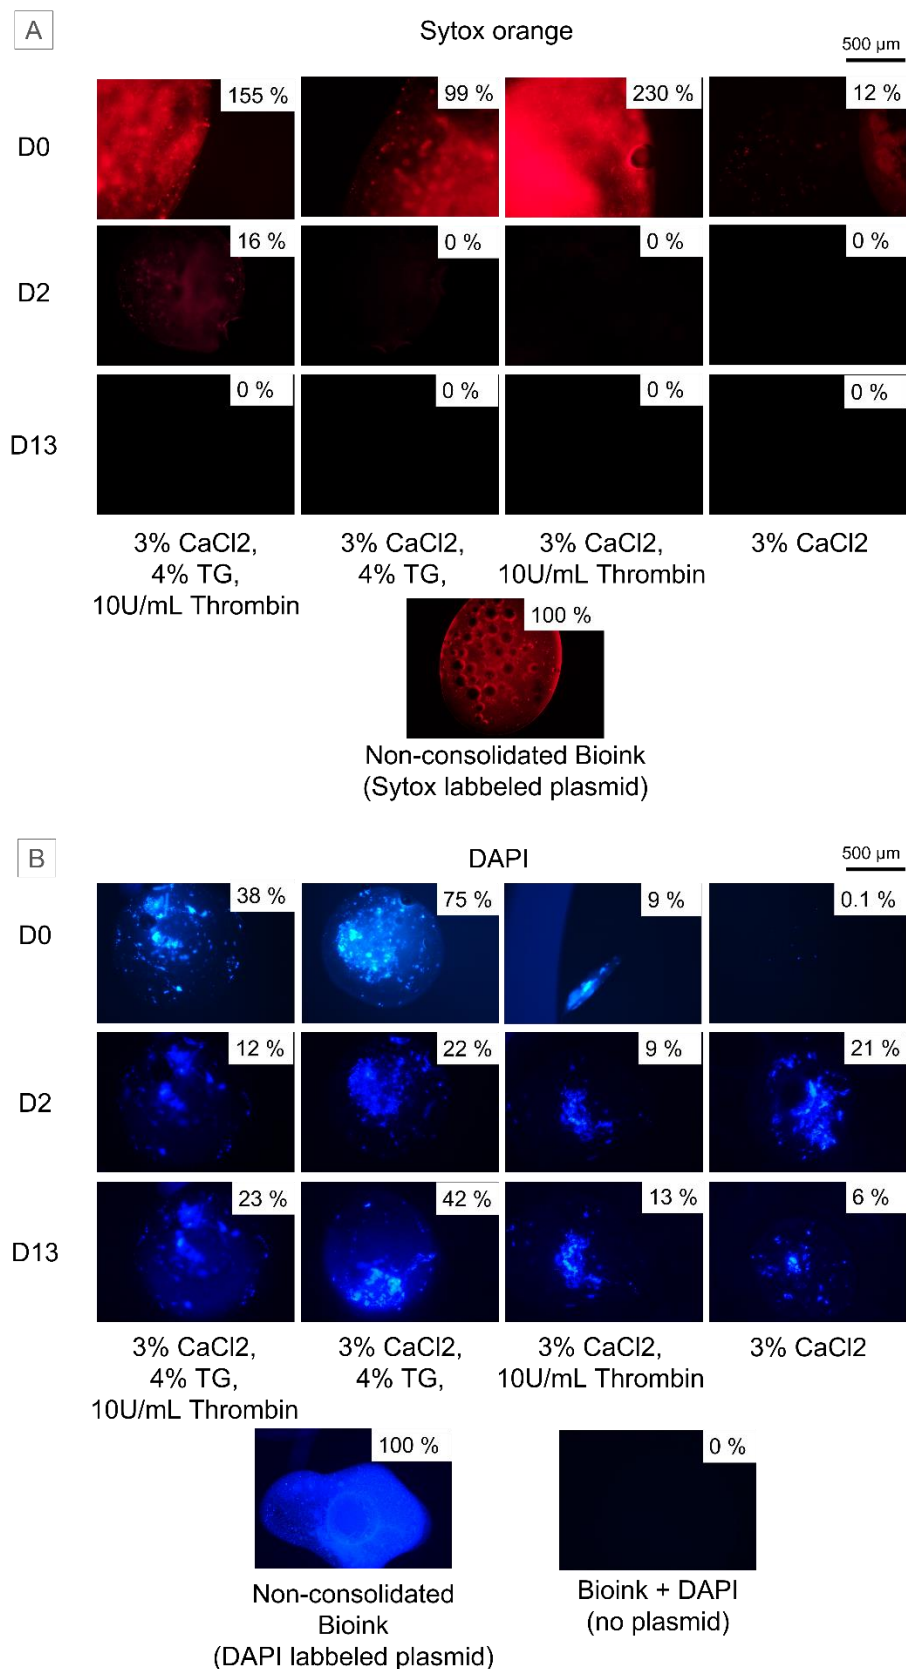 A
Sytox orange
500 µm
D0
155 %
99 %
230 %
12 %
D2
16 %
0 %
0 %
0 %
D13
0 %
0 %
0 %
0 %
3% CaCl2,
4% TG,
10U/mL Thrombin
3% CaCl2,
4% TG,
3% CaCl2,
10U/mL Thrombin
3% CaCl2
100 %
Non-consolidated Bioink
(Sytox labbeled plasmid)
B
DAPI
500 µm
D0
38 %
75 %
9 %
0.1 %
D2
12 %
22 %
9 %
21 %
D13
23 %
42 %
13 %
6 %
3% CaCl2,
4% TG,
10U/mL Thrombin
3% CaCl2,
4% TG,
3% CaCl2,
10U/mL Thrombin
3% CaCl2
100 %
Non-consolidated
Bioink
(DAPI labeled plasmid)
0 %
Bioink + DAPI
(no plasmid)